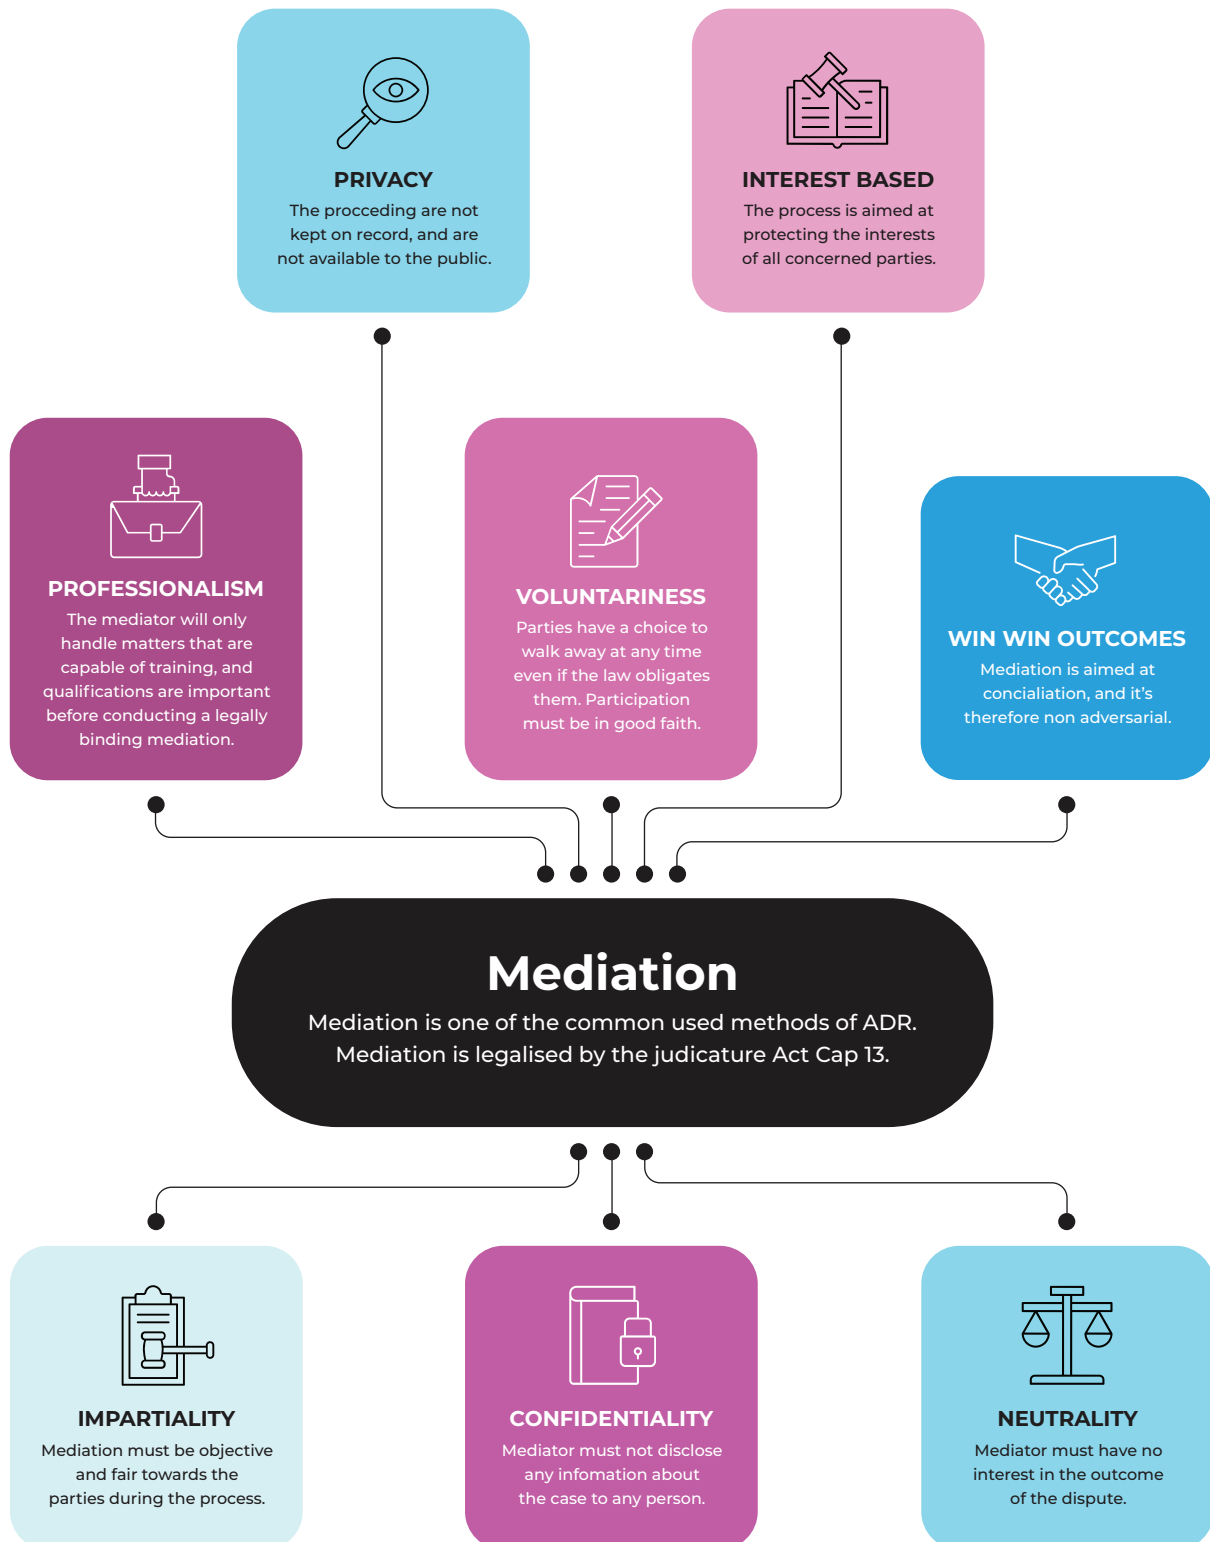 PRIVACY
The procceding are not
kept on record, and are
not available to the public.
INTEREST BASED
The process is aimed at
protecting the interests
of all concerned parties.
PROFESSIONALISM
The mediator will only
handle matters that are
capable of training, and
qualifications are important
before conducting a legally
binding mediation.
VOLUNTARINESS
Parties have a choice to
walk away at any time
even if the law obligates
them. Participation
must be in good faith.
WIN WIN OUTCOMES
Mediation is aimed at
concialiation, and it's
therefore non adversarial.
Mediation
Mediation is one of the common used methods of ADR.
Mediation is legalised by the judicature Act Cap 13.
IMPARTIALITY
Mediation must be objective
and fair towards the
parties during the process.
CONFIDENTIALITY
Mediator must not disclose
any infomation about
the case to any person.
NEUTRALITY
Mediator must have no
interest in the outcome
of the dispute.